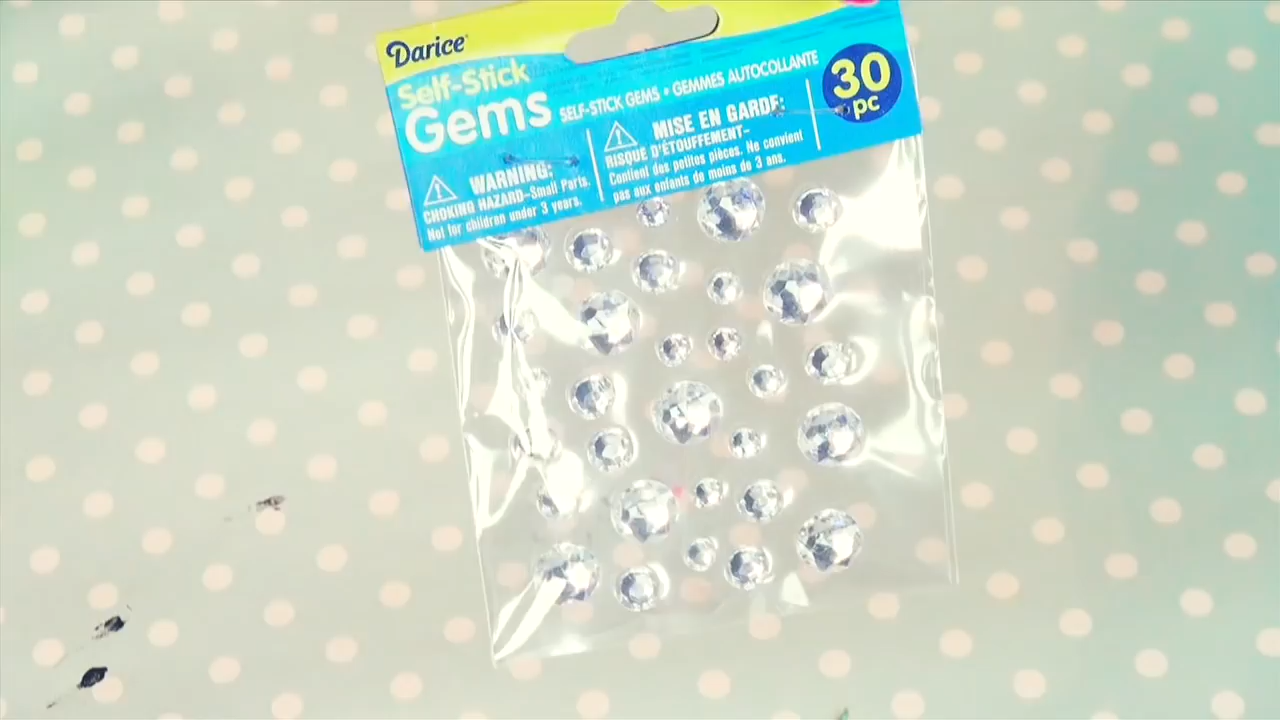 Darice
Self-Stick
Gems
SELF-STICK GEMS • GEMMES AUTOCOLLANTE
30
pc
WARNING:
CHOKING HAZARD–Small Parts.
Not for children under 3 years.
MISE EN GARDE:
RISQUE D'ÉTOUFFEMENT–
Contient des petites pièces. Ne convient
pas aux enfants de moins de 3 ans.